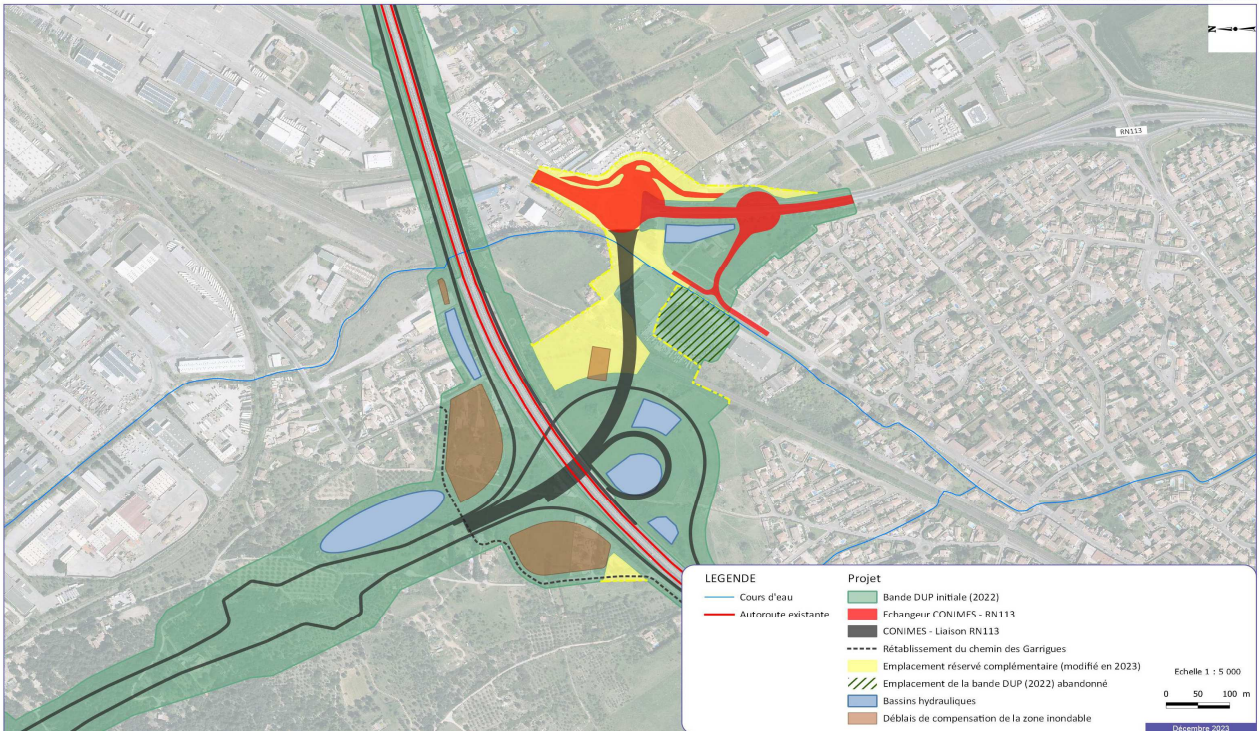 N
RN113
LEGENDE
Cours d'eau
Autoroute existante
Projet
Bande DUP initiale (2022)
Echangeur CONIMES - RN113
CONIMES - Liaison RN113
Rétablissement du chemin des Garrigues
Emplacement réservé complémentaire (modifié en 2023)
Emplacement de la bande DUP (2022) abandonné
Bassins hydrauliques
Déblais de compensation de la zone inondable
Echelle 1 : 5 000
0 50 100 m
Décembre 2023